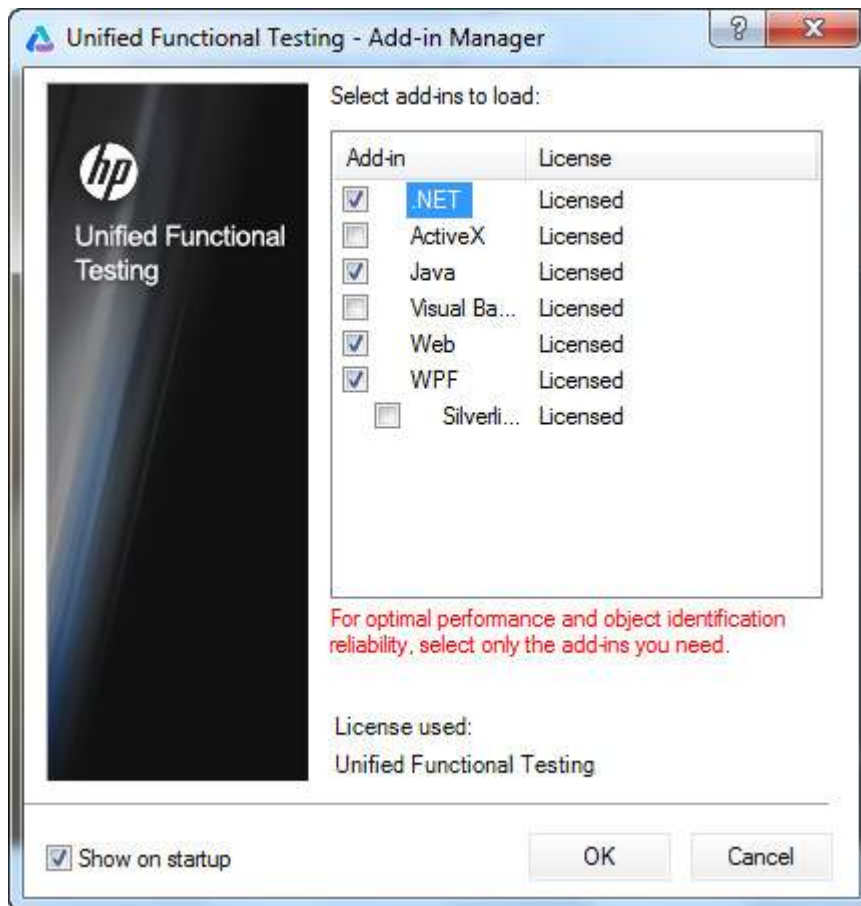 Unified Functional Testing - Add-in Manager
?
Select add-ins to load:
hp
Unified Functional
Testing
Add-in License
.NET Licensed
ActiveX Licensed
Java Licensed
Visual Ba... Licensed
Web Licensed
WPF Licensed
Silverli... Licensed
For optimal performance and object identification
reliability, select only the add-ins you need.
License used:
Unified Functional Testing
Show on startup OK Cancel